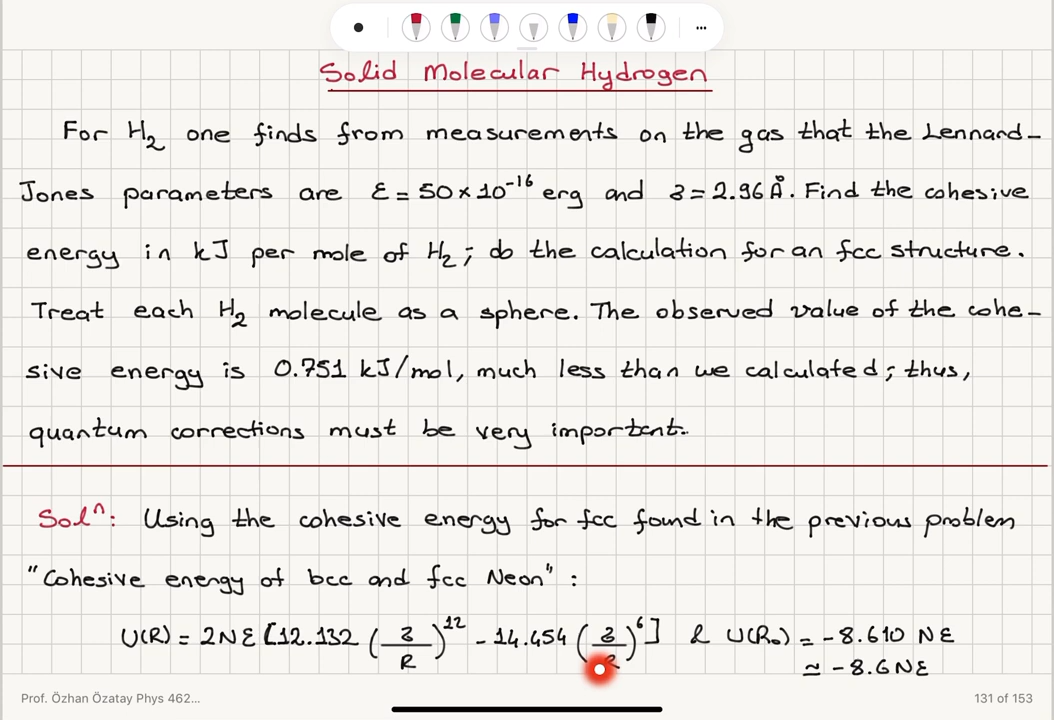 Solid Molecular Hydrogen
For H₂ one finds from measurements on the gas that the Lennard-
Jones parameters are ε = 50 × 10⁻¹⁶ erg and 3 = 2.96 Å. Find the cohesive
energy in kJ per mole of H₂; do the calculation for an fcc structure.
Treat each H₂ molecule as a sphere. The observed value of the cohe-
sive energy is 0.751 kJ/mol, much less than we calculated; thus,
quantum corrections must be very important.
Solⁿ: Using the cohesive energy for fcc found in the previous problem
"Cohesive energy of bcc and fcc Neon" :
U(R) = 2Nε [12.132 (3/R)¹² - 14.454 (3/R)⁶] & U(R₀) = -8.610 Nε
≃ -8.6Nε
Prof. Özhan Özatay Phys 462... 131 of 153